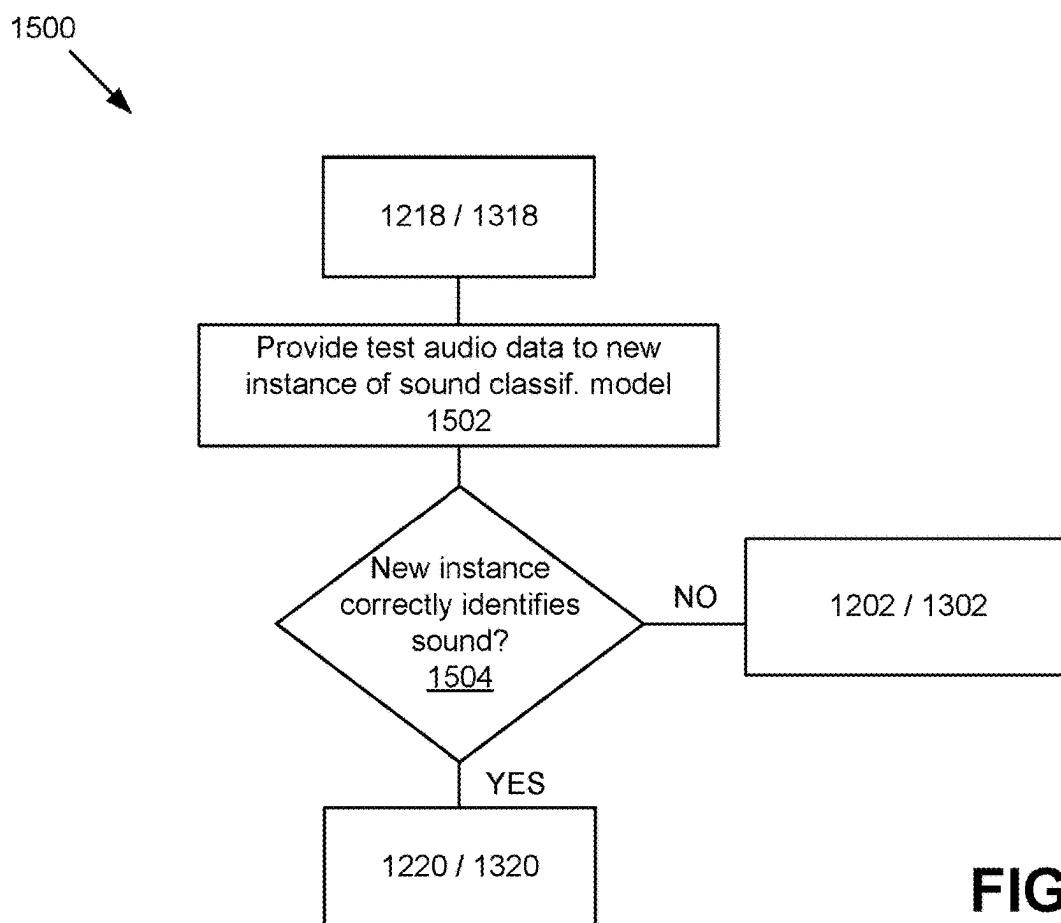 1500
1218 / 1318
Provide test audio data to new
instance of sound classif. model
1502
New instance
correctly identifies
sound?
1504
NO
1202 / 1302
YES
1220 / 1320
FIG